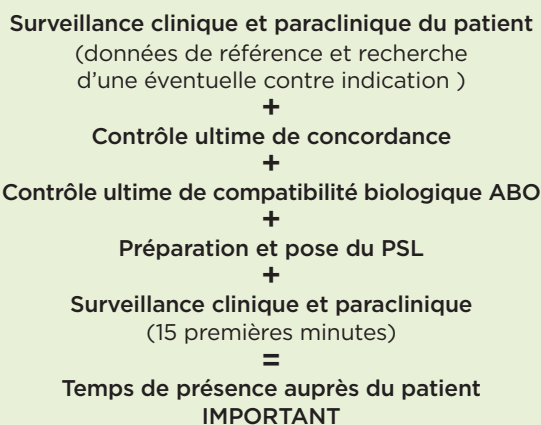 Surveillance clinique et paraclinique du patient
(données de référence et recherche
d'une éventuelle contre indication )
+
Contrôle ultime de concordance
+
Contrôle ultime de compatibilité biologique ABO
+
Préparation et pose du PSL
+
Surveillance clinique et paraclinique
(15 premières minutes)
=
Temps de présence auprès du patient
IMPORTANT